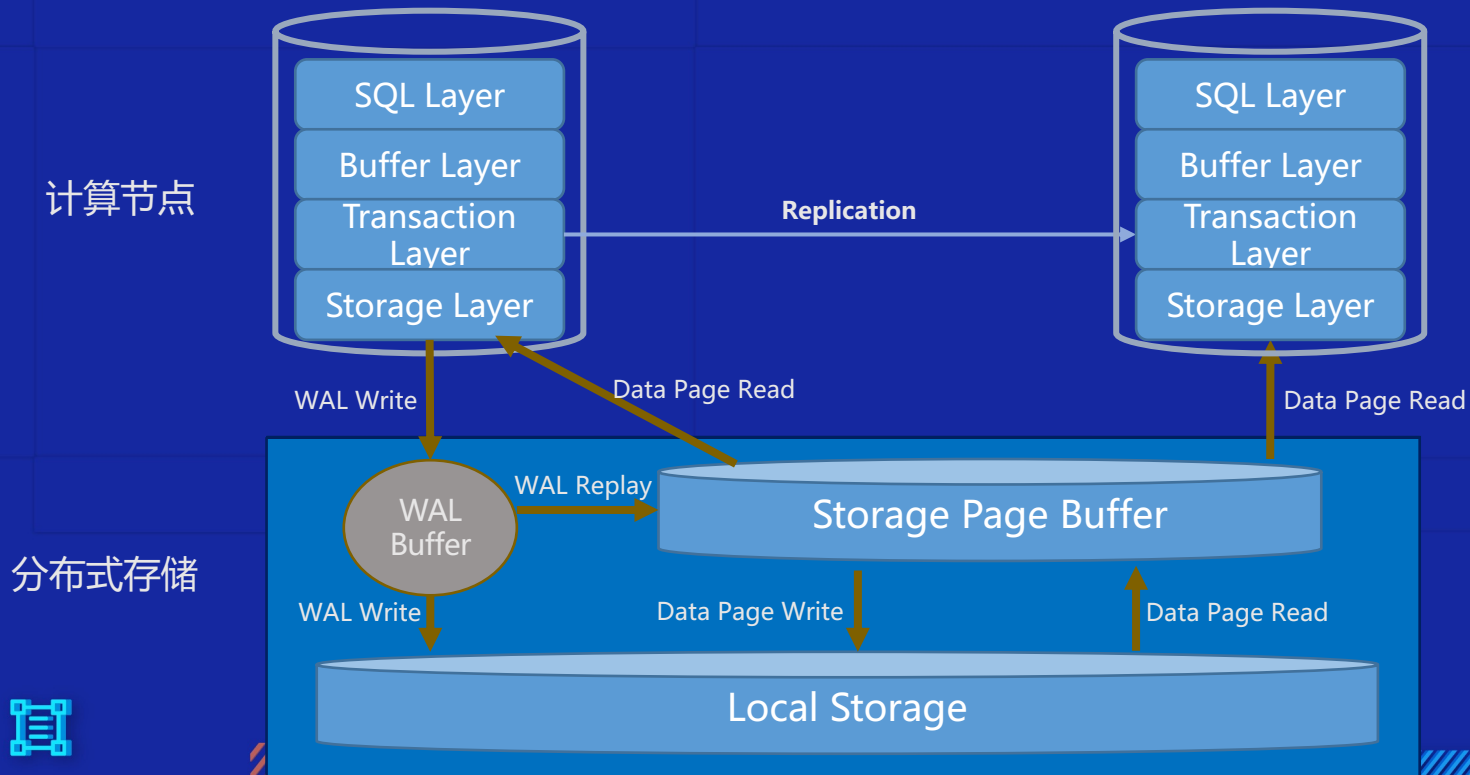 SQL Layer
Buffer Layer
Transaction
Layer
Storage Layer
SQL Layer
Buffer Layer
Transaction
Layer
Storage Layer
计算节点
Replication
WAL Write
Data Page Read
Data Page Read
WAL
Buffer
WAL Replay
Storage Page Buffer
分布式存储
WAL Write
Data Page Write
Data Page Read
Local Storage